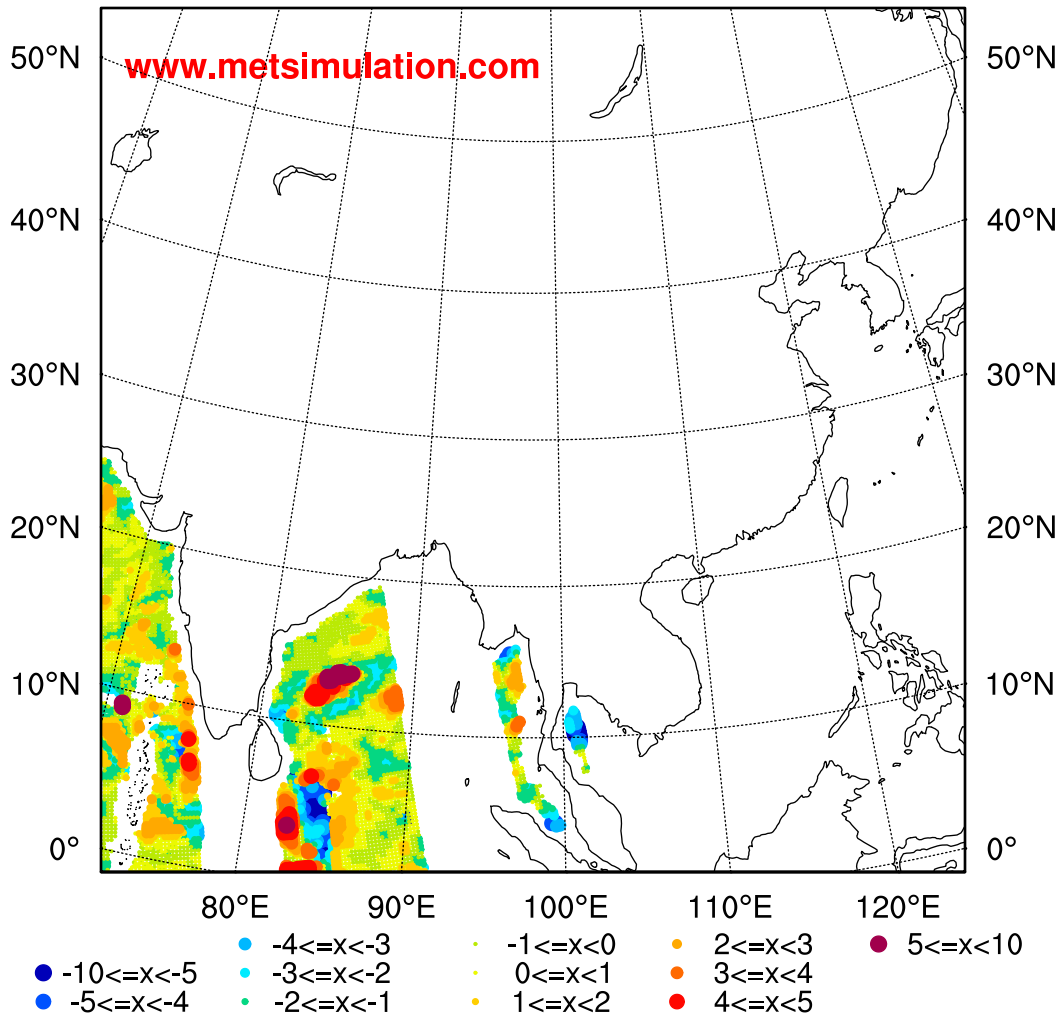 www.metsimulation.com
50°N 50°N
40°N 40°N
30°N 30°N
20°N 20°N
10°N 10°N
0° 0°
80°E 90°E 100°E 110°E 120°E
-4<=x<-3 -1<=x<0 2<=x<3 5<=x<10
-10<=x<-5 -3<=x<-2 0<=x<1 3<=x<4
-5<=x<-4 -2<=x<-1 1<=x<2 4<=x<5